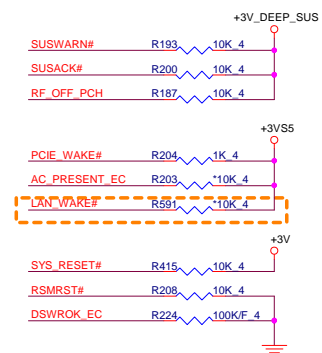 +3V_DEEP_SUS
SUSWARN# R193 10K_4
SUSACK# R200 10K_4
RF_OFF_PCH R187 10K_4
+3VS5
PCIE_WAKE# R204 1K_4
AC_PRESENT_EC R203 *10K_4
LAN_WAKE# R591 *10K_4
+3V
SYS_RESET# R415 10K_4
RSMRST# R208 10K_4
DSWROK_EC R224 100K/F_4